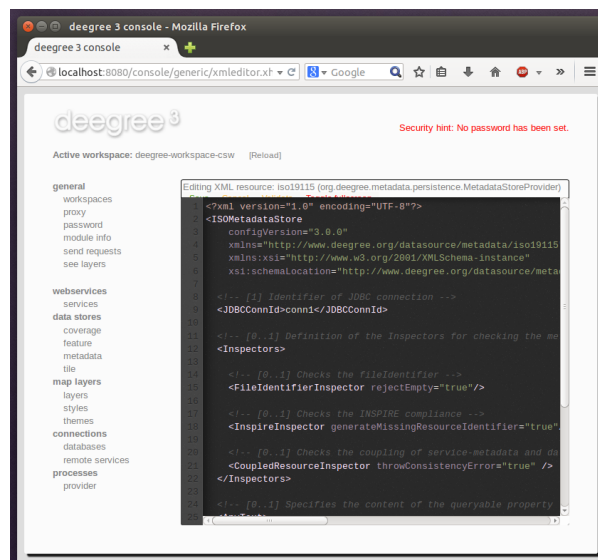 deegree 3 console - Mozilla Firefox
deegree 3 console
localhost:8080/console/generic/xmleditor.xh
Google
deegree 3
Security hint: No password has been set.
Active workspace: deegree-workspace-csw [Reload]
general
workspaces
proxy
password
module info
send requests
see layers
webservices
services
data stores
coverage
feature
metadata
tile
map layers
layers
styles
themes
connections
databases
remote services
processes
provider
Editing XML resource: iso19115 (org.deegree.metadata.persistence.MetadataStoreProvider)
1 <?xml version="1.0" encoding="UTF-8"?>
2 <ISOMetadataStore
3 configVersion="3.0.0"
4 xmlns="http://www.deegree.org/datasource/metadata/iso19115
5 xmlns:xsi="http://www.w3.org/2001/XMLSchema-instance"
6 xsi:schemaLocation="http://www.deegree.org/datasource/meta
7
8 <!-- [1] Identifier of JDBC connection -->
9 <JDBCConnId>conn1</JDBCConnId>
10
11 <!-- [0..1] Definition of the Inspectors for checking the me
12 <Inspectors>
13
14 <!-- [0..1] Checks the fileIdentifier -->
15 <FileIdentifierInspector rejectEmpty="true"/>
16
17 <!-- [0..1] Checks the INSPIRE compliance -->
18 <InspireInspector generateMissingResourceIdentifier="true"/
19
20 <!-- [0..1] Checks the coupling of service-metadata and da
21 <CoupledResourceInspector throwConsistencyError="true" />
22 </Inspectors>
23
24 <!-- [0..1] Specifies the content of the queryable property
25 <AnyText>